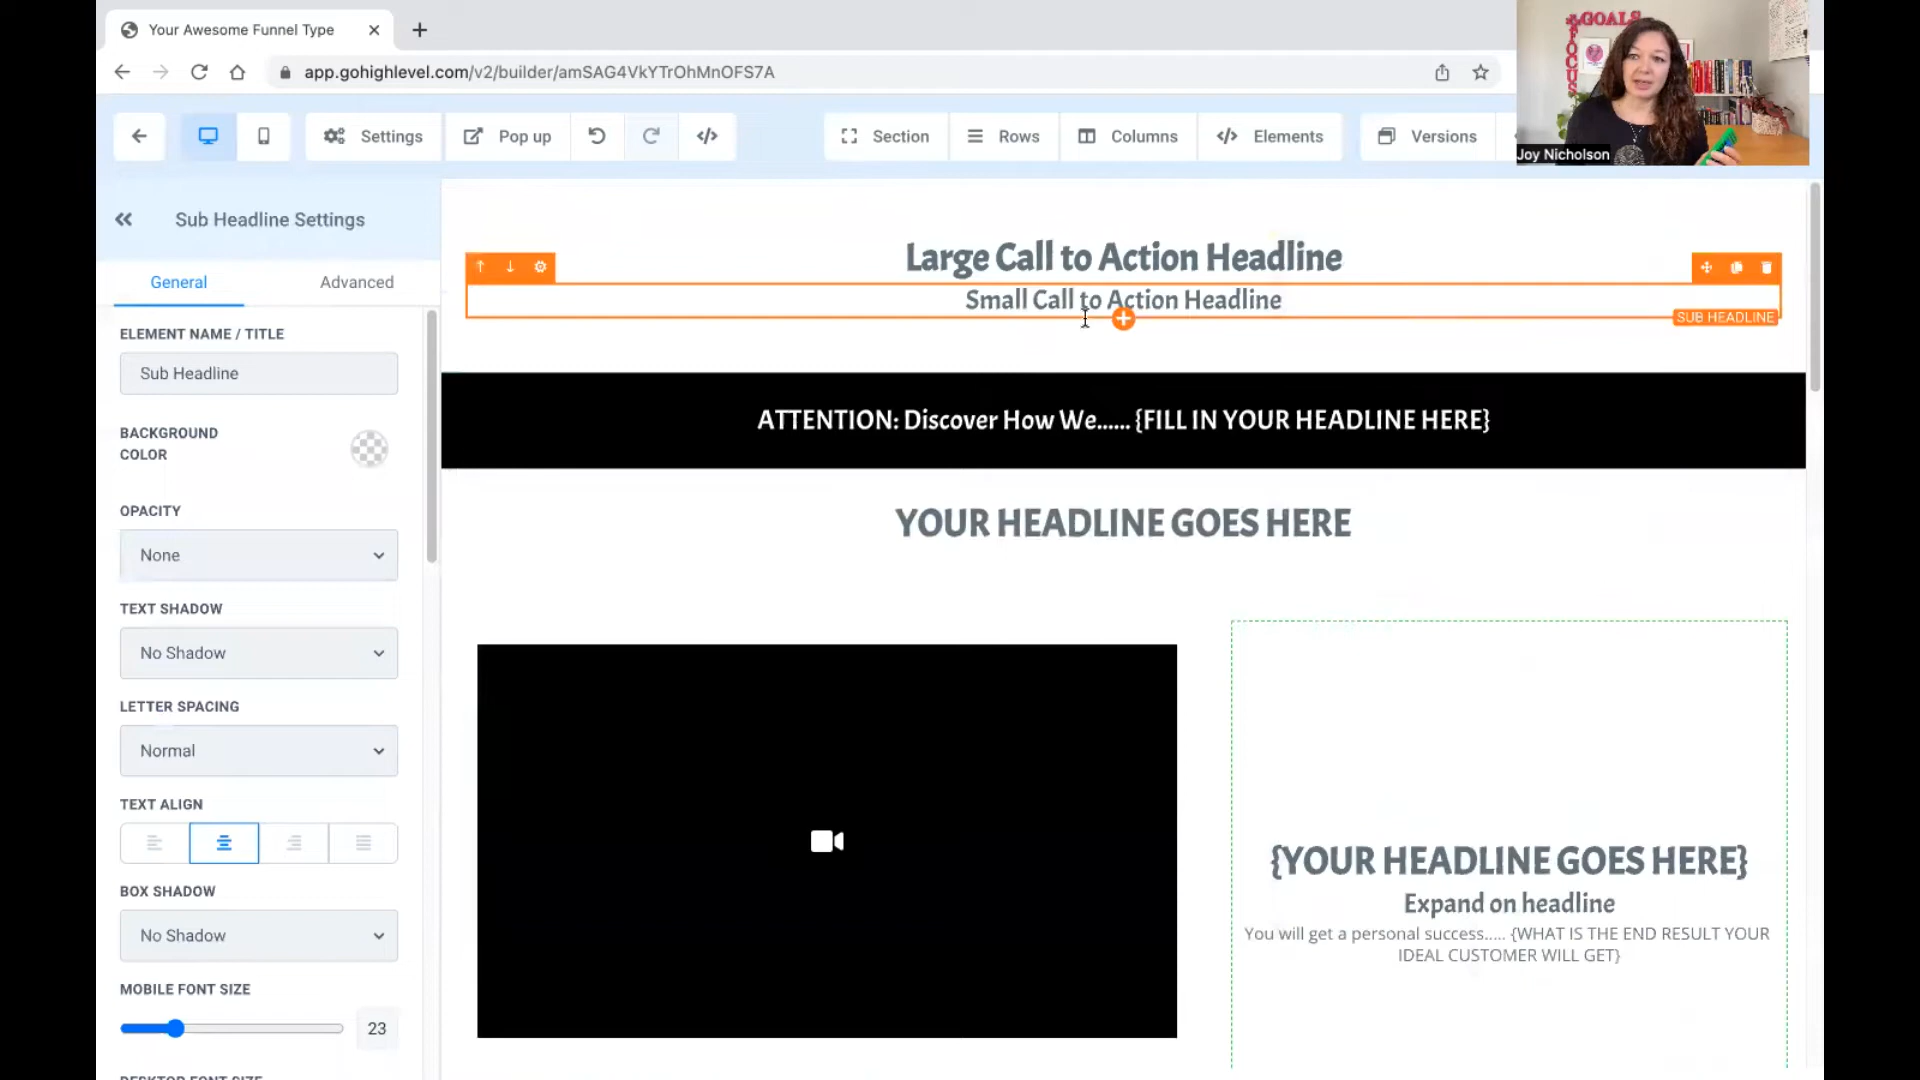 Your Awesome Funnel Type
app.gohighlevel.com/v2/builder/amSAG4VkYTrOhMnOFS7A
GOALS
FOCUS
Joy Nicholson
Settings
Pop up
Section
Rows
Columns
Elements
Versions
Sub Headline Settings
General
Advanced
ELEMENT NAME / TITLE
Sub Headline
BACKGROUND
COLOR
OPACITY
None
TEXT SHADOW
No Shadow
LETTER SPACING
Normal
TEXT ALIGN
BOX SHADOW
No Shadow
MOBILE FONT SIZE
23
DESKTOP FONT SIZE
Large Call to Action Headline
Small Call to Action Headline
SUB HEADLINE
ATTENTION: Discover How We...... {FILL IN YOUR HEADLINE HERE}
YOUR HEADLINE GOES HERE
{YOUR HEADLINE GOES HERE}
Expand on headline
You will get a personal success..... {WHAT IS THE END RESULT YOUR
IDEAL CUSTOMER WILL GET}